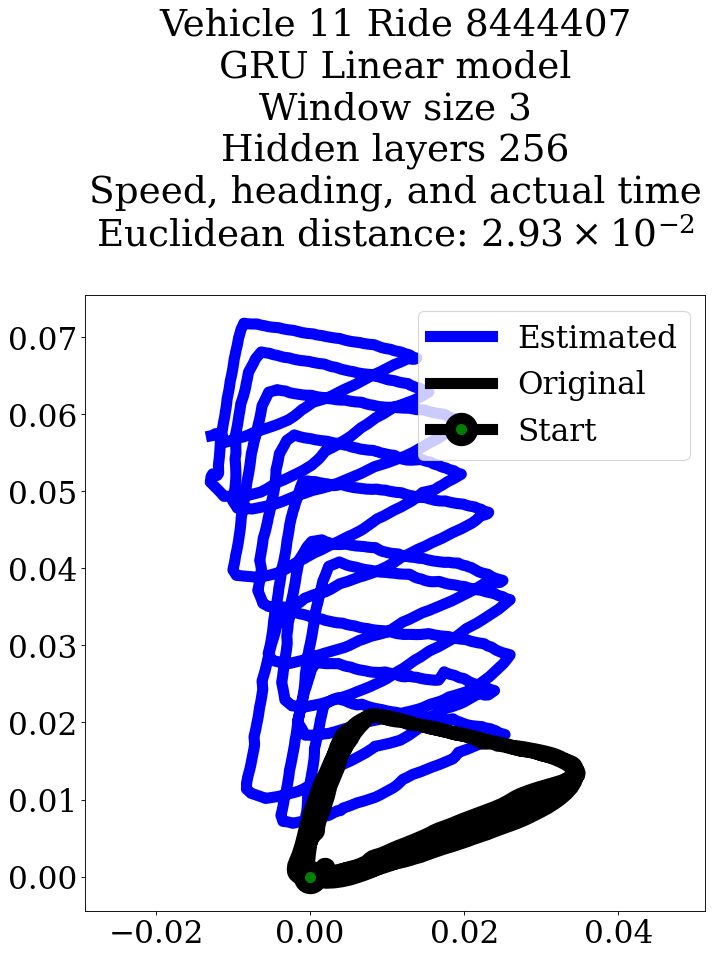 Vehicle 11 Ride 8444407
GRU Linear model
Window size 3
Hidden layers 256
Speed, heading, and actual time
Euclidean distance: 2.93 × 10⁻²
Estimated
Original
Start
0.07
0.06
0.05
0.04
0.03
0.02
0.01
0.00
−0.02 0.00 0.02 0.04